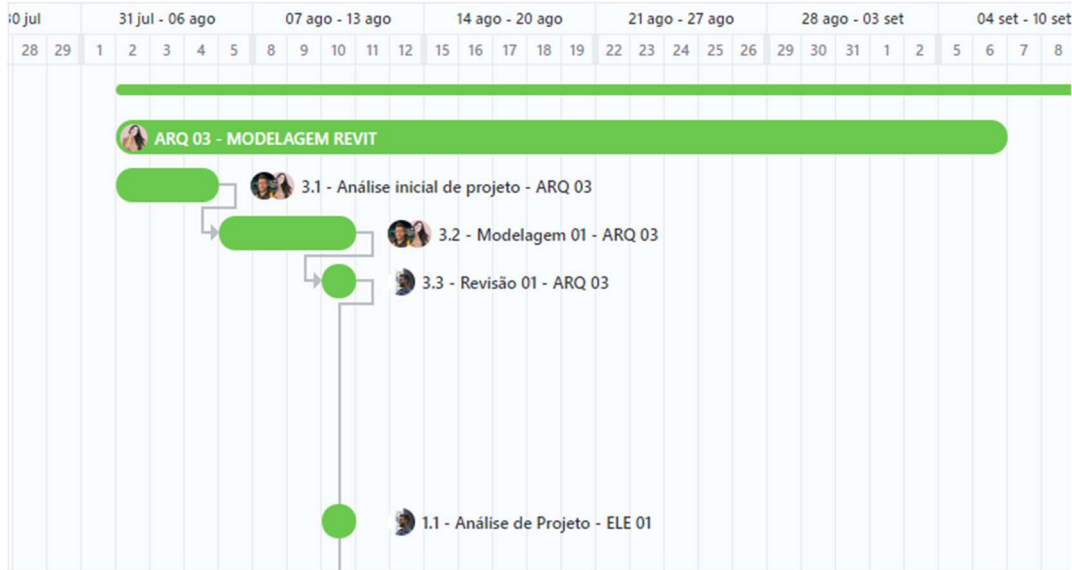 30 jul 31 jul - 06 ago 07 ago - 13 ago 14 ago - 20 ago 21 ago - 27 ago 28 ago - 03 set 04 set - 10 set
28 29 1 2 3 4 5 8 9 10 11 12 15 16 17 18 19 22 23 24 25 26 29 30 31 1 2 5 6 7 8
ARQ 03 - MODELAGEM REVIT
3.1 - Análise inicial de projeto - ARQ 03
3.2 - Modelagem 01 - ARQ 03
3.3 - Revisão 01 - ARQ 03
1.1 - Análise de Projeto - ELE 01